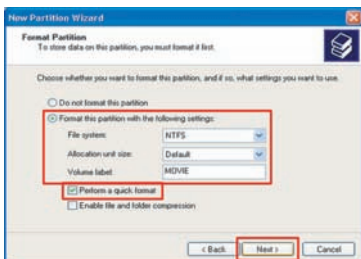 New Partition Wizard
Format Partition
To store data on this partition, you must format it first.
Choose whether you want to format this partition, and if so, what settings you want to use.
Do not format this partition
Format this partition with the following settings:
File system: NTFS
Allocation unit size: Default
Volume label: MOVIE
Perform a quick format
Enable file and folder compression
< Back Next > Cancel